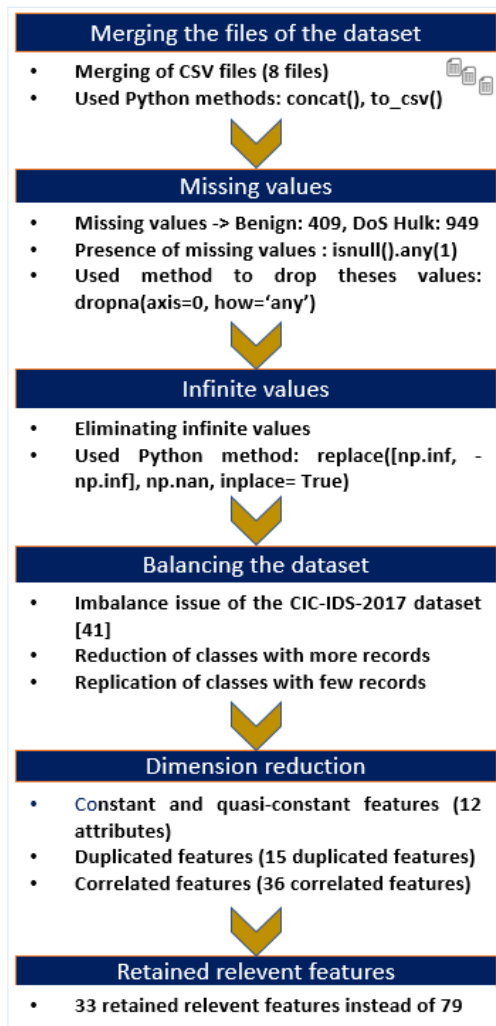 Merging the files of the dataset
• Merging of CSV files (8 files)
• Used Python methods: concat(), to_csv()
Missing values
• Missing values -> Benign: 409, DoS Hulk: 949
• Presence of missing values : isnull().any(1)
• Used method to drop theses values:
dropna(axis=0, how=‘any’)
Infinite values
• Eliminating infinite values
• Used Python method: replace([np.inf, -
np.inf], np.nan, inplace= True)
Balancing the dataset
• Imbalance issue of the CIC-IDS-2017 dataset
[41]
• Reduction of classes with more records
• Replication of classes with few records
Dimension reduction
• Constant and quasi-constant features (12
attributes)
• Duplicated features (15 duplicated features)
• Correlated features (36 correlated features)
Retained relevent features
• 33 retained relevent features instead of 79